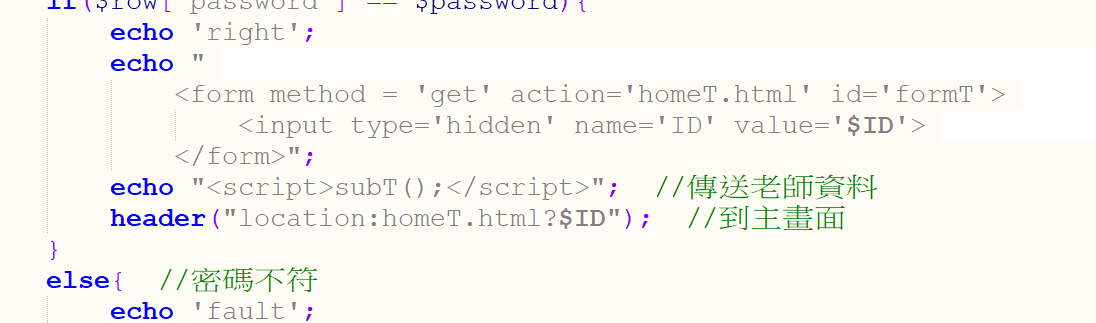 if($row['password'] == $password){
echo 'right';
echo "
<form method = 'get' action='homeT.html' id='formT'>
<input type='hidden' name='ID' value='$ID'>
</form>";
echo "<script>subT();</script>";  //傳送老師資料
header("location:homeT.html?$ID");  //到主畫面
}
else{  //密碼不符
echo 'fault';